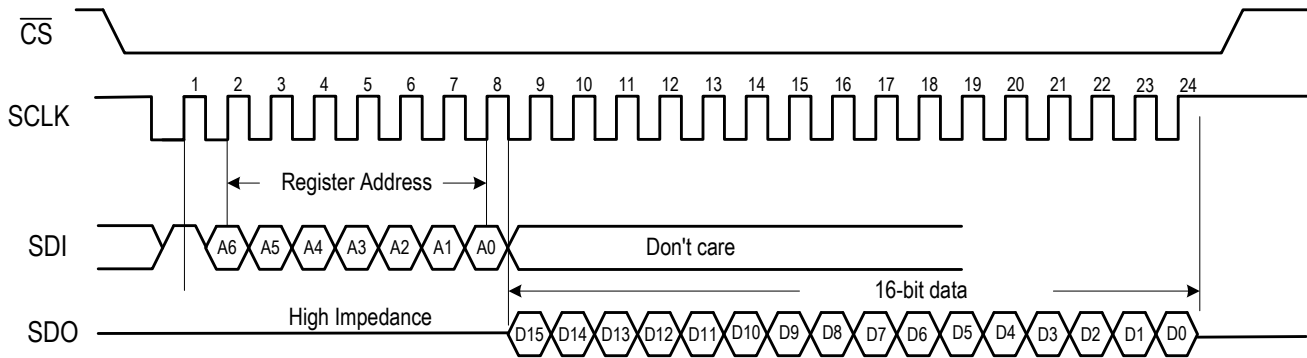 CS
SCLK 1 2 3 4 5 6 7 8 9 10 11 12 13 14 15 16 17 18 19 20 21 22 23 24
Register Address
SDI A6 A5 A4 A3 A2 A1 A0 Don't care
16-bit data
High Impedance
SDO D15 D14 D13 D12 D11 D10 D9 D8 D7 D6 D5 D4 D3 D2 D1 D0